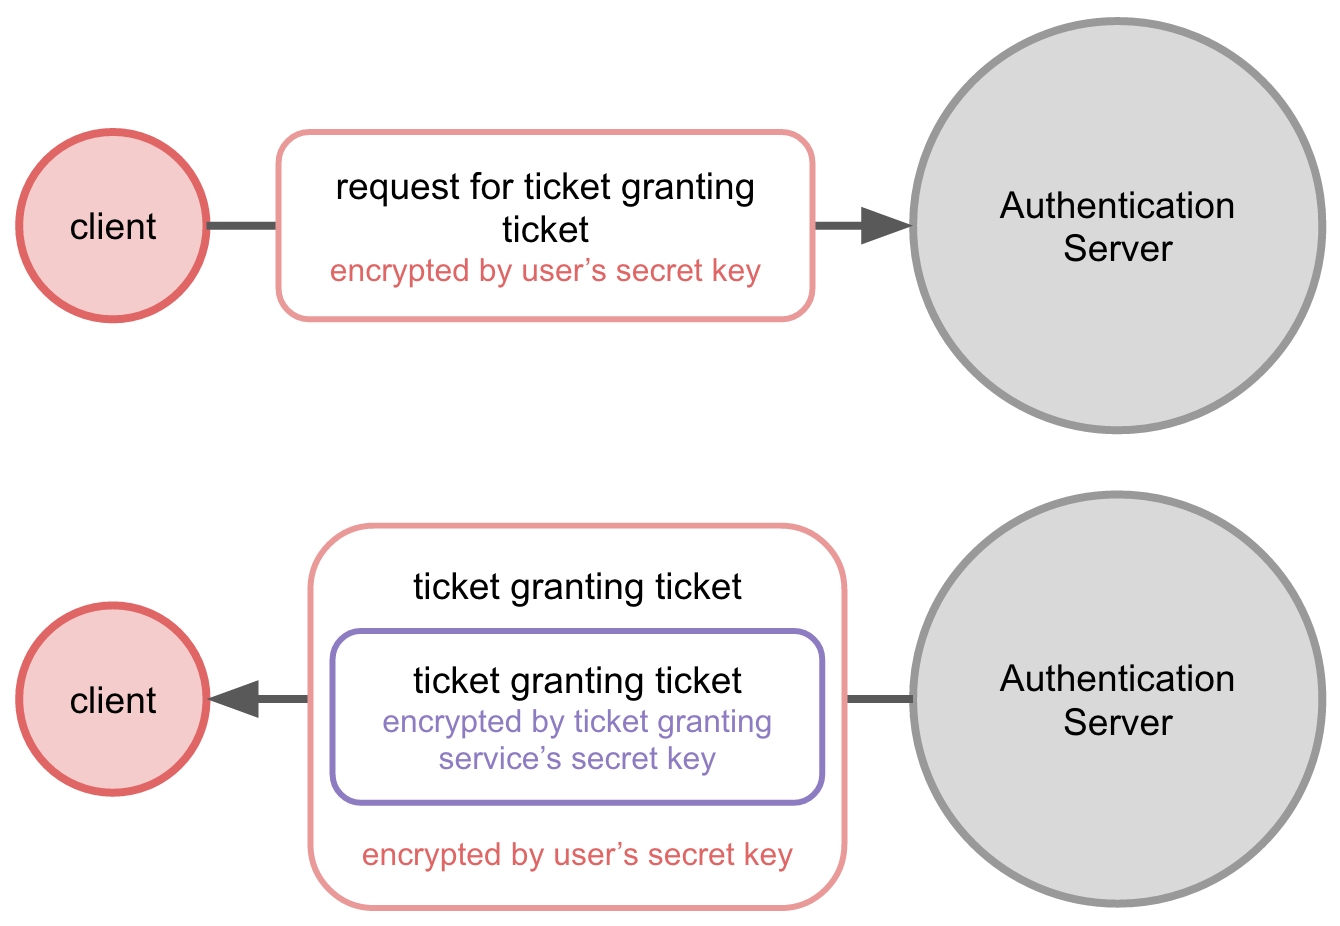 client
request for ticket granting
ticket
encrypted by user’s secret key
Authentication
Server
client
ticket granting ticket
ticket granting ticket
encrypted by ticket granting
service’s secret key
encrypted by user’s secret key
Authentication
Server